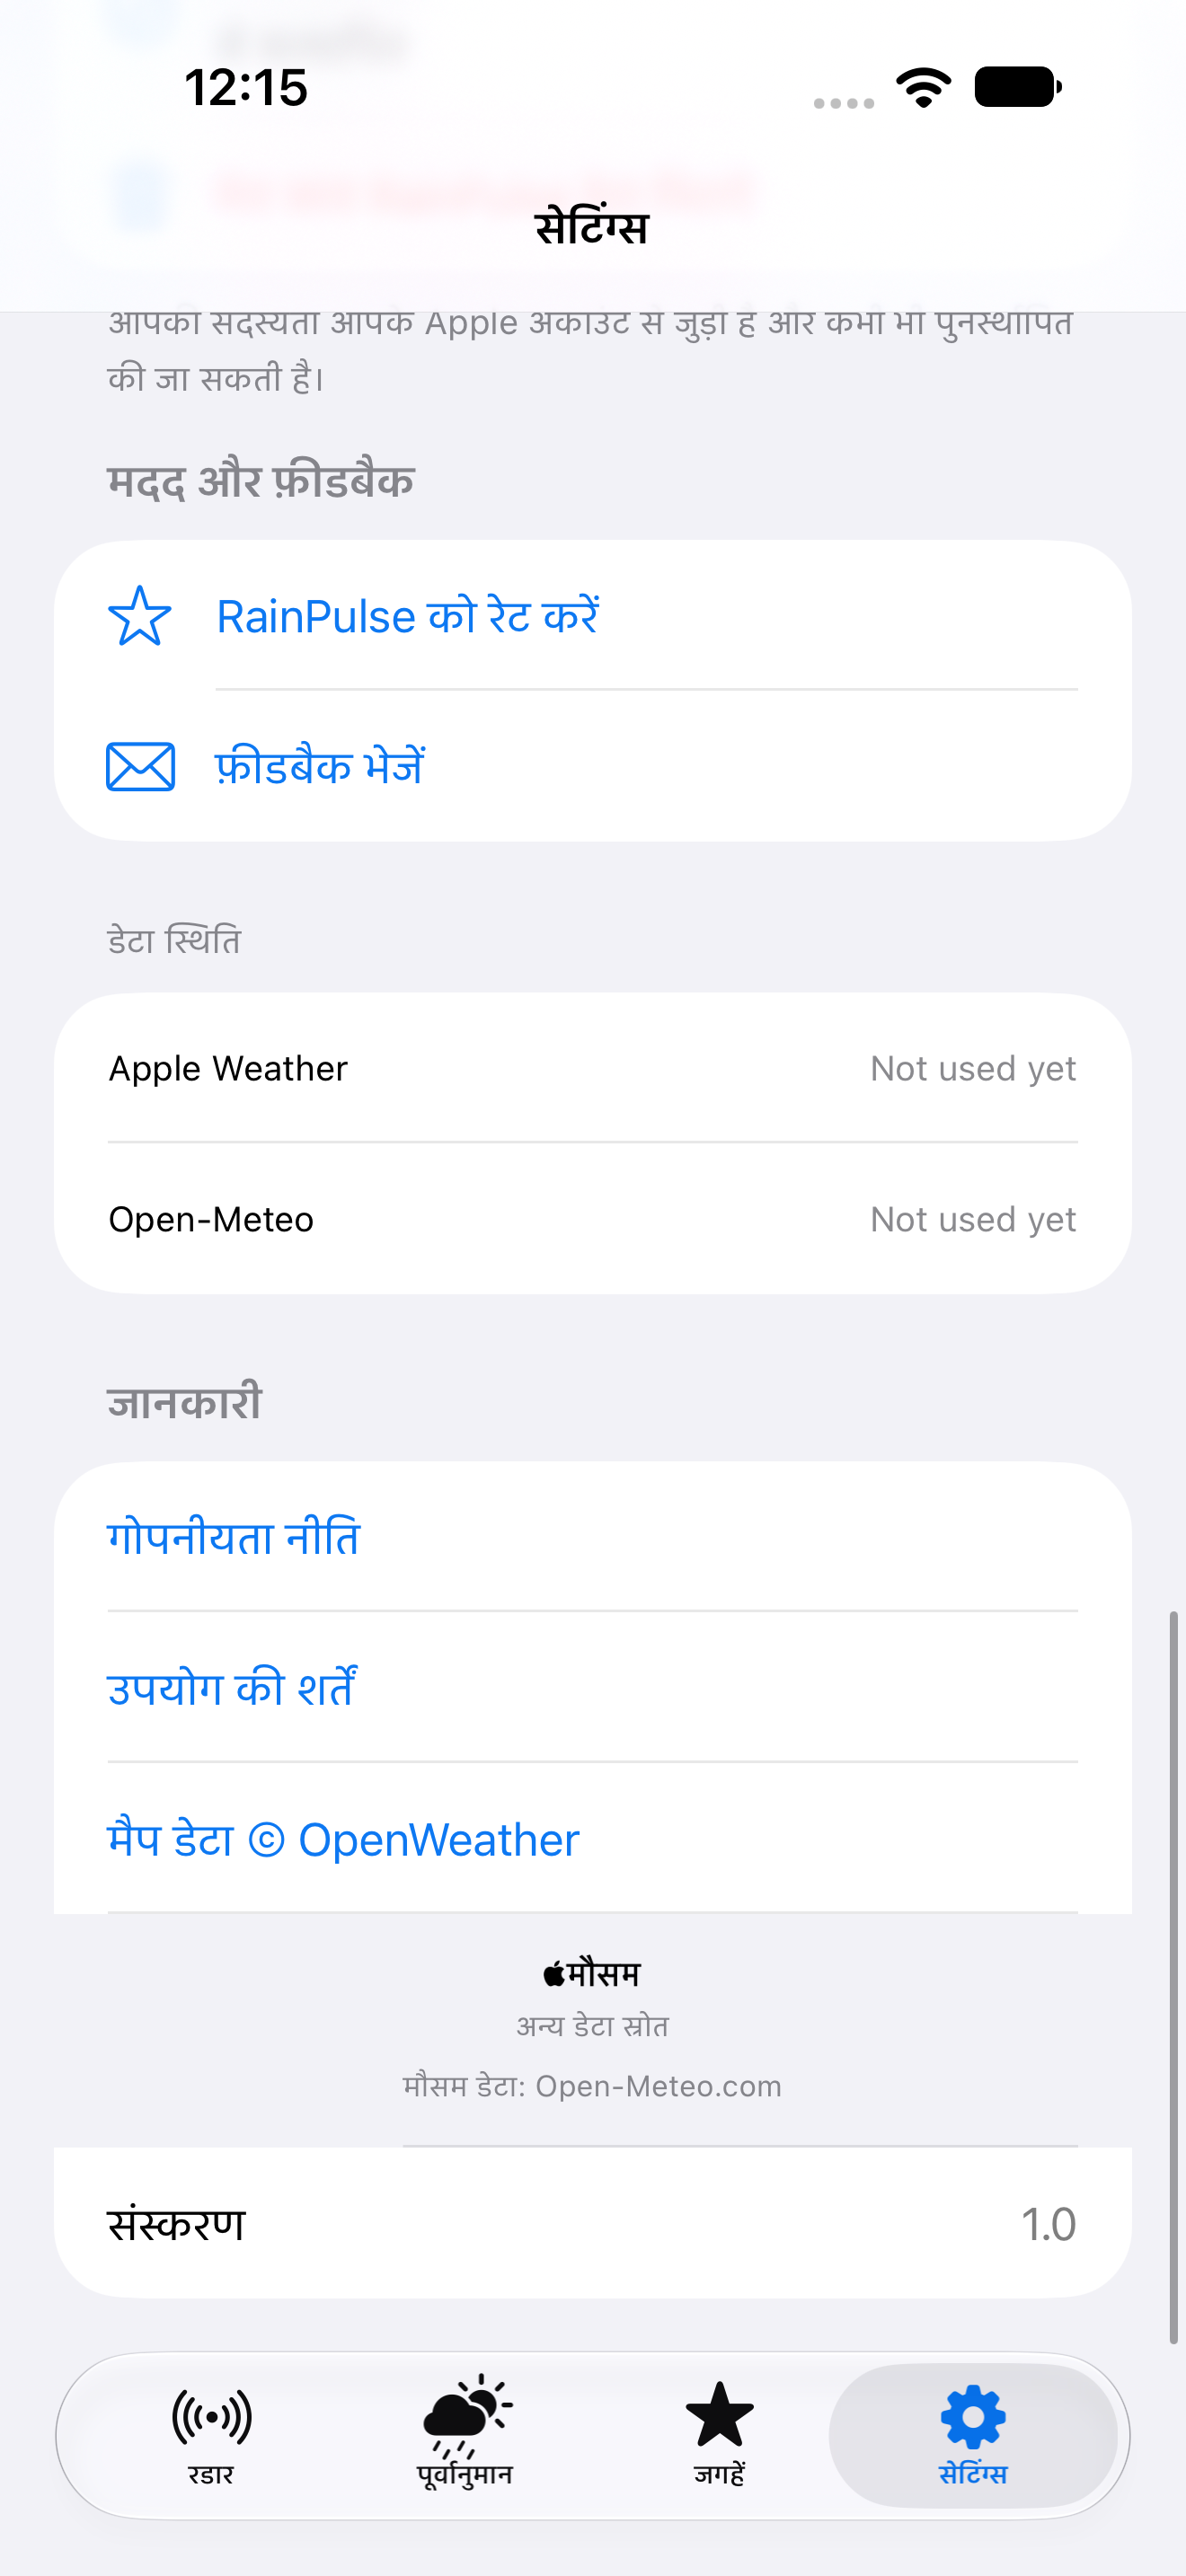 12:15
सेटिंग्स
आपकी सदस्यता आपके Apple अकाउंट से जुड़ी है और कभी भी पुनर्स्थापित
की जा सकती है।
मदद और फ़ीडबैक
RainPulse को रेट करें
फ़ीडबैक भेजें
डेटा स्थिति
Apple Weather Not used yet
Open-Meteo Not used yet
जानकारी
गोपनीयता नीति
उपयोग की शर्तें
मैप डेटा © OpenWeather
मौसम
अन्य डेटा स्रोत
मौसम डेटा: Open-Meteo.com
संस्करण 1.0
रडार पूर्वानुमान जगहें सेटिंग्स